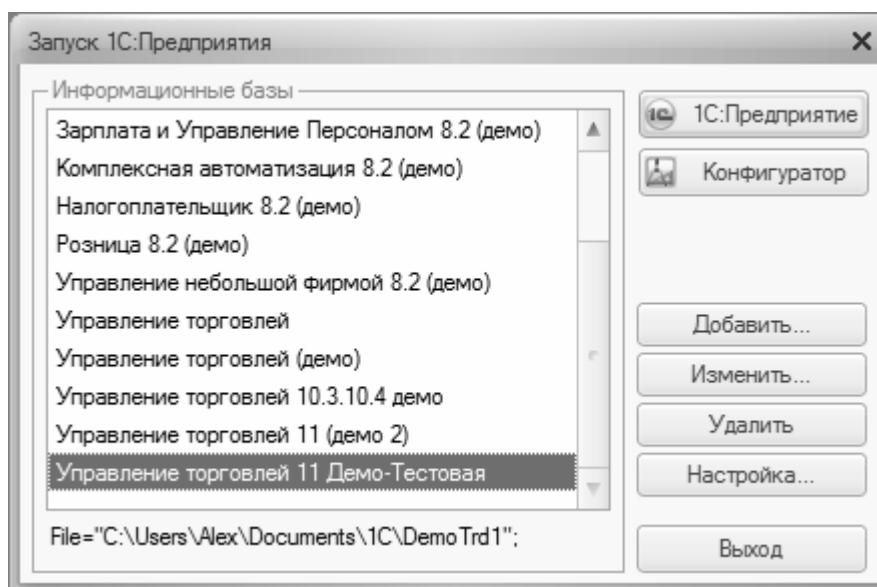 Запуск 1С:Предприятия
Информационные базы
Зарплата и Управление Персоналом 8.2 (демо)
Комплексная автоматизация 8.2 (демо)
Налогоплательщик 8.2 (демо)
Розница 8.2 (демо)
Управление небольшой фирмой 8.2 (демо)
Управление торговлей
Управление торговлей (демо)
Управление торговлей 10.3.10.4 демо
Управление торговлей 11 (демо 2)
Управление торговлей 11 Демо-Тестовая
File="C:\Users\Alex\Documents\1C\DemoTrd1";
1С:Предприятие
Конфигуратор
Добавить...
Изменить...
Удалить
Настройка...
Выход